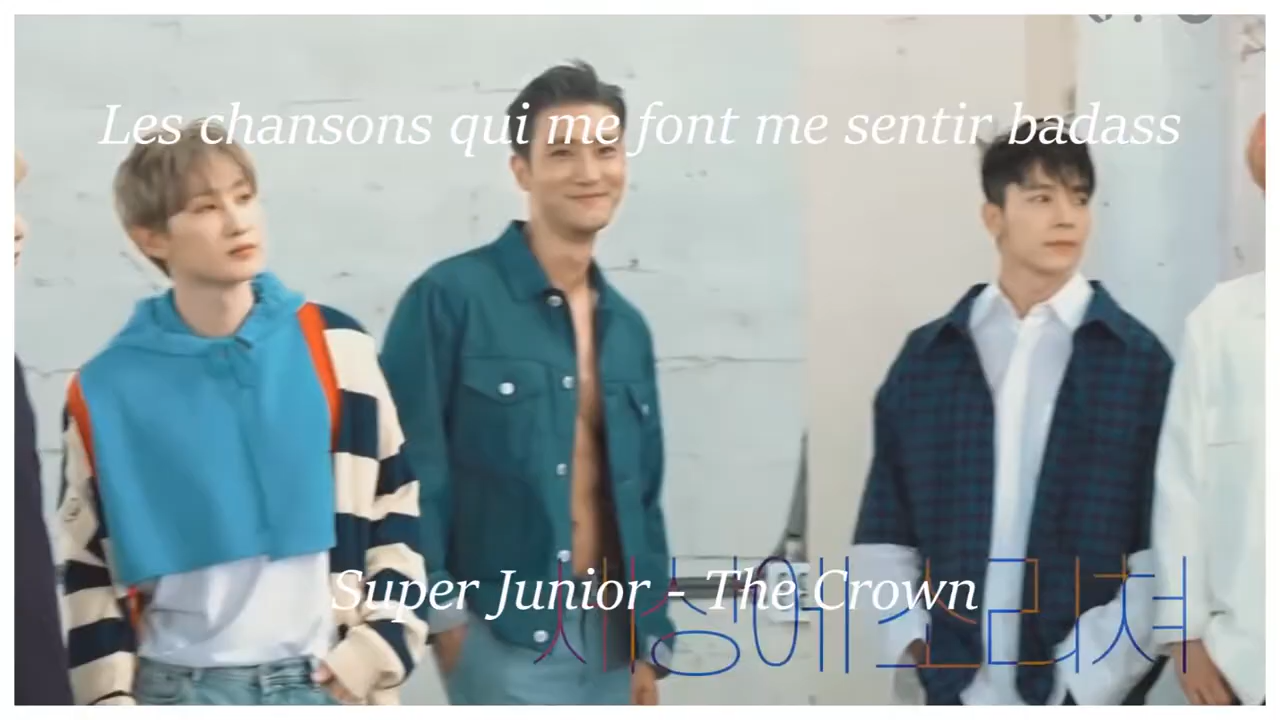 Les chansons qui me font me sentir badass
Super Junior - The Crown
세상에 소리쳐